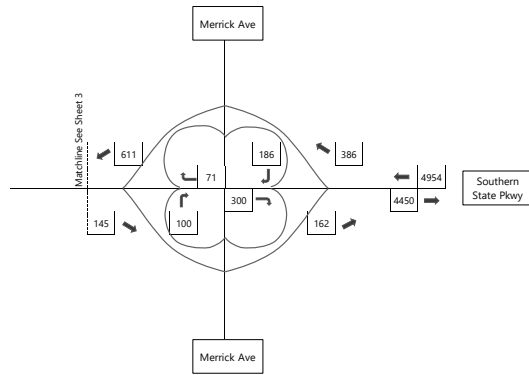 Merrick Ave
Matchline See Sheet 3
611
186
386
71
4954
Southern
State Pkwy
300
4450
145
100
162
Merrick Ave